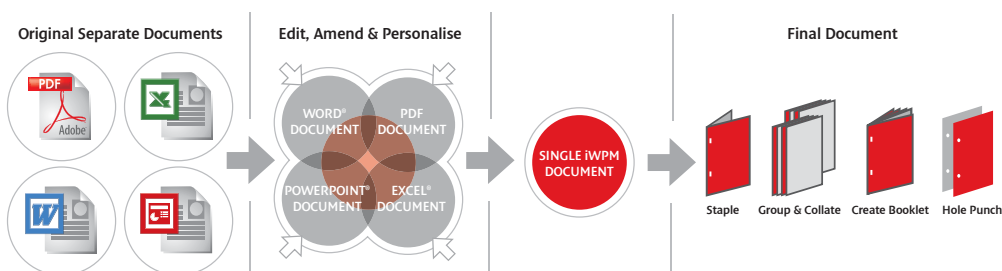 Original Separate Documents
PDF
Adobe
X
W
Edit, Amend & Personalise
WORD®
DOCUMENT
PDF
DOCUMENT
POWERPOINT®
DOCUMENT
EXCEL®
DOCUMENT
SINGLE iWPM
DOCUMENT
Final Document
Staple
Group & Collate
Create Booklet
Hole Punch